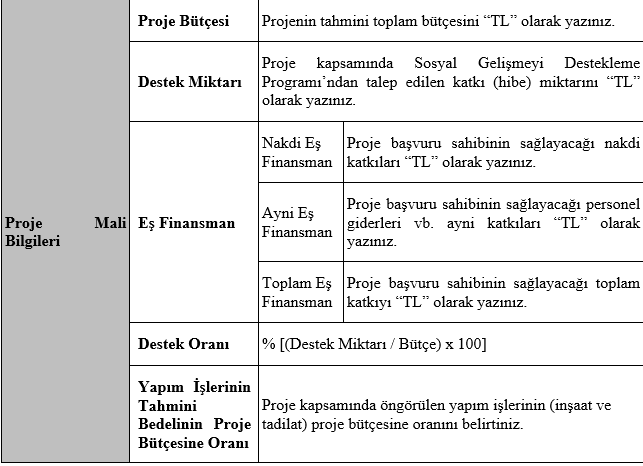 Proje Mali
Bilgileri
Proje Bütçesi
Projenin tahmini toplam bütçesini “TL” olarak yazınız.
Destek Miktarı
Proje kapsamında Sosyal Gelişmeyi Destekleme
Programı’ndan talep edilen katkı (hibe) miktarını “TL”
olarak yazınız.
Eş Finansman
Nakdi Eş
Finansman
Proje başvuru sahibinin sağlayacağı nakdi
katkıları “TL” olarak yazınız.
Ayni Eş
Finansman
Proje başvuru sahibinin sağlayacağı personel
giderleri vb. ayni katkıları “TL” olarak
yazınız.
Toplam Eş
Finansman
Proje başvuru sahibinin sağlayacağı toplam
katkıyı “TL” olarak yazınız.
Destek Oranı
% [(Destek Miktarı / Bütçe) x 100]
Yapım İşlerinin
Tahmini
Bedelinin Proje
Bütçesine Oranı
Proje kapsamında öngörülen yapım işlerinin (inşaat ve
tadilat) proje bütçesine oranını belirtiniz.